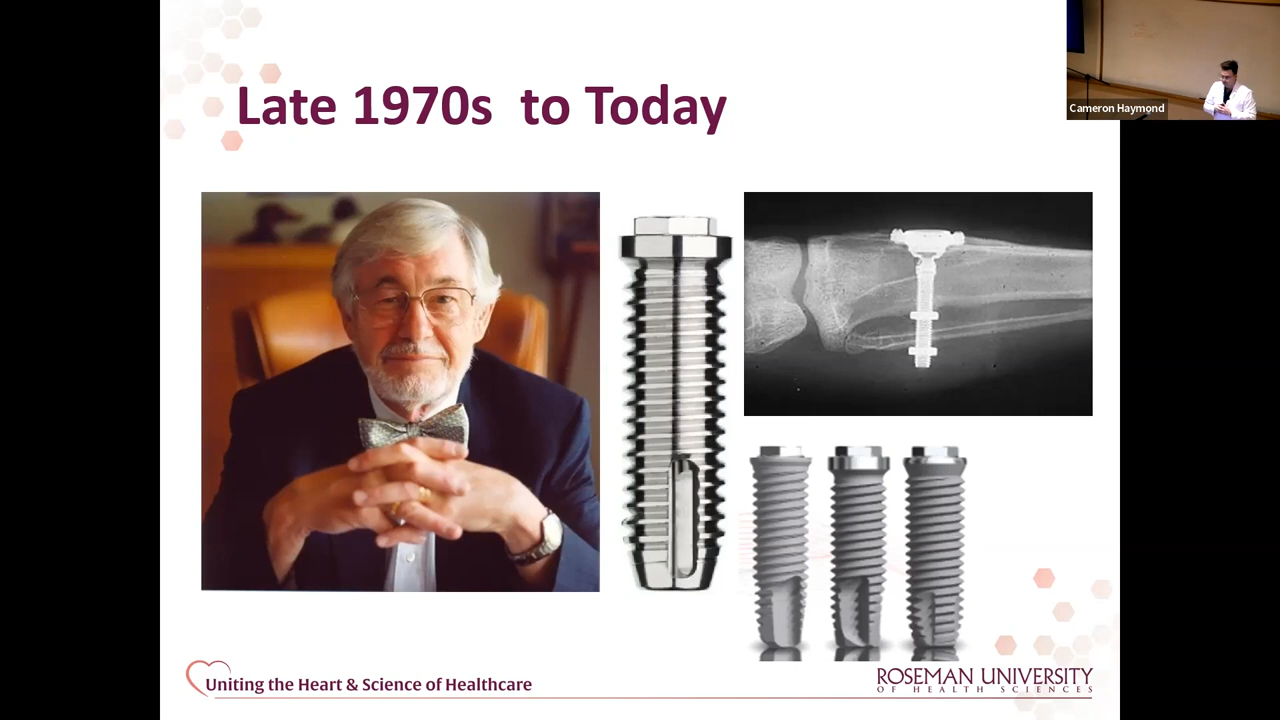 Late 1970s  to Today
Cameron Haymond
Uniting the Heart & Science of Healthcare
ROSEMAN UNIVERSITY
OF HEALTH SCIENCES